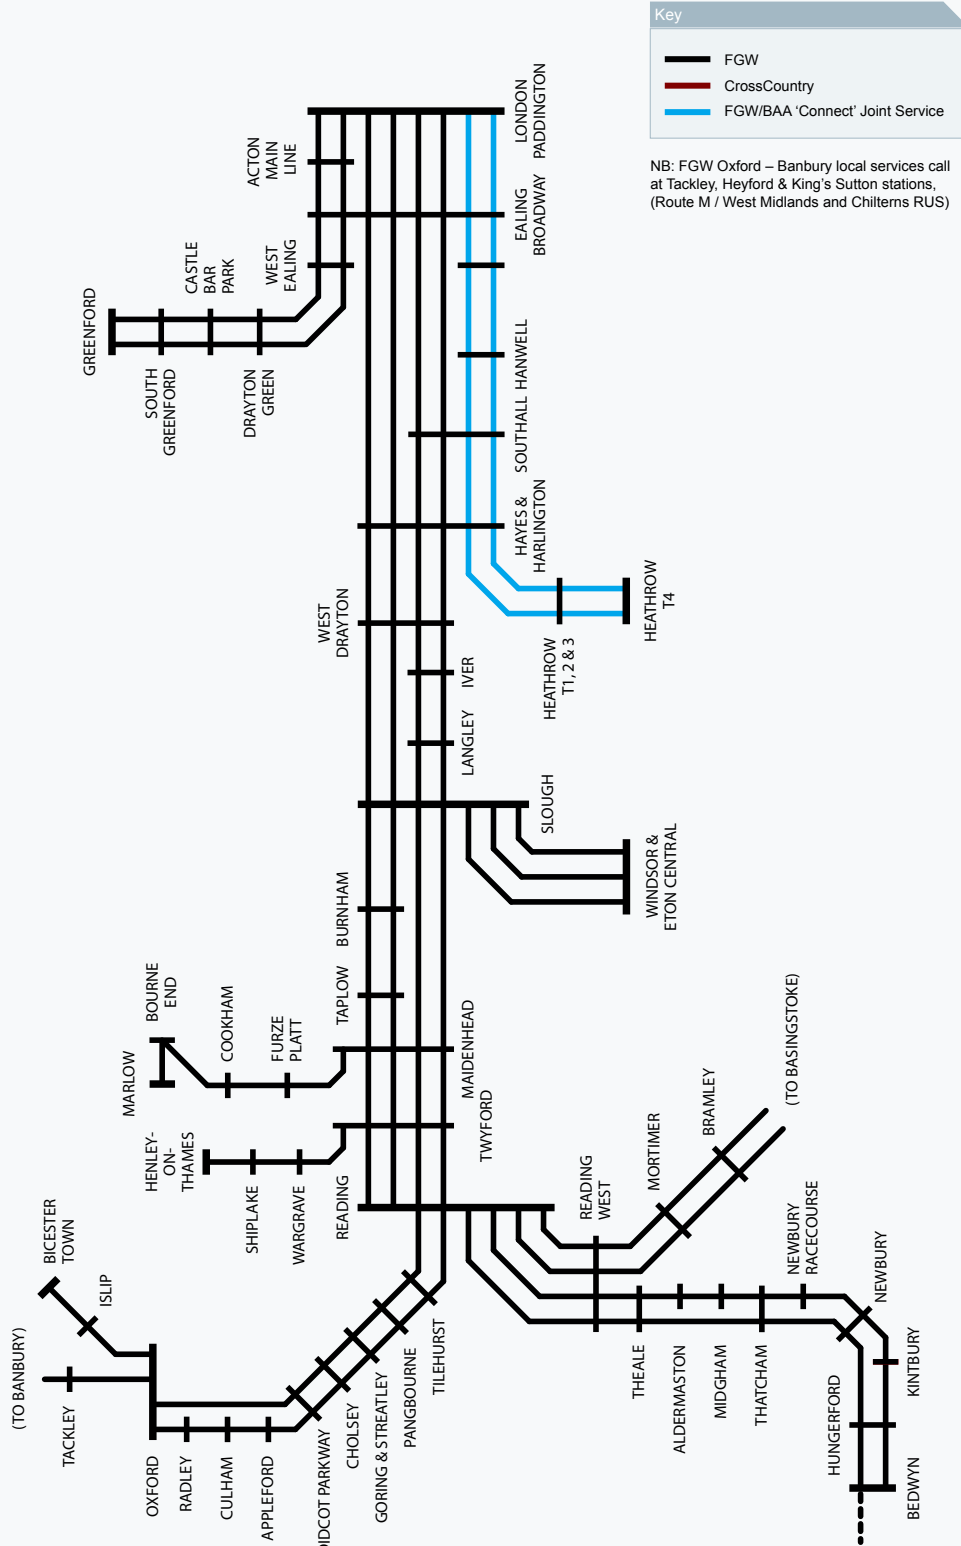 Key
FGW
CrossCountry
FGW/BAA ‘Connect’ Joint Service
NB: FGW Oxford – Banbury local services call
at Tackley, Heyford & King’s Sutton stations,
(Route M / West Midlands and Chilterns RUS)
LONDON
PADDINGTON
ACTON
MAIN
LINE
EALING
BROADWAY
WEST
EALING
CASTLE
BAR
PARK
GREENFORD
SOUTH
GREENFORD
DRAYTON
GREEN
HANWELL
SOUTHALL
HAYES &
HARLINGTON
HEATHROW
T4
HEATHROW
T1, 2 & 3
WEST
DRAYTON
IVER
LANGLEY
SLOUGH
WINDSOR &
ETON CENTRAL
BURNHAM
TAPLOW
BOURNE
END
MARLOW
COOKHAM
FURZE
PLATT
MAIDENHEAD
TWYFORD
HENLEY-
ON-
THAMES
SHIPLAKE
WARGRAVE
READING
READING
WEST
MORTIMER
BRAMLEY
(TO BASINGSTOKE)
NEWBURY
RACECOURSE
NEWBURY
KINTBURY
THEALE
ALDERMASTON
MIDGHAM
THATCHAM
HUNGERFORD
BEDWYN
BICESTER
TOWN
ISLIP
(TO BANBURY)
TACKLEY
OXFORD
RADLEY
CULHAM
APPLEFORD
DIDCOT PARKWAY
CHOLSEY
GORING & STREATLEY
PANGBOURNE
TILEHURST